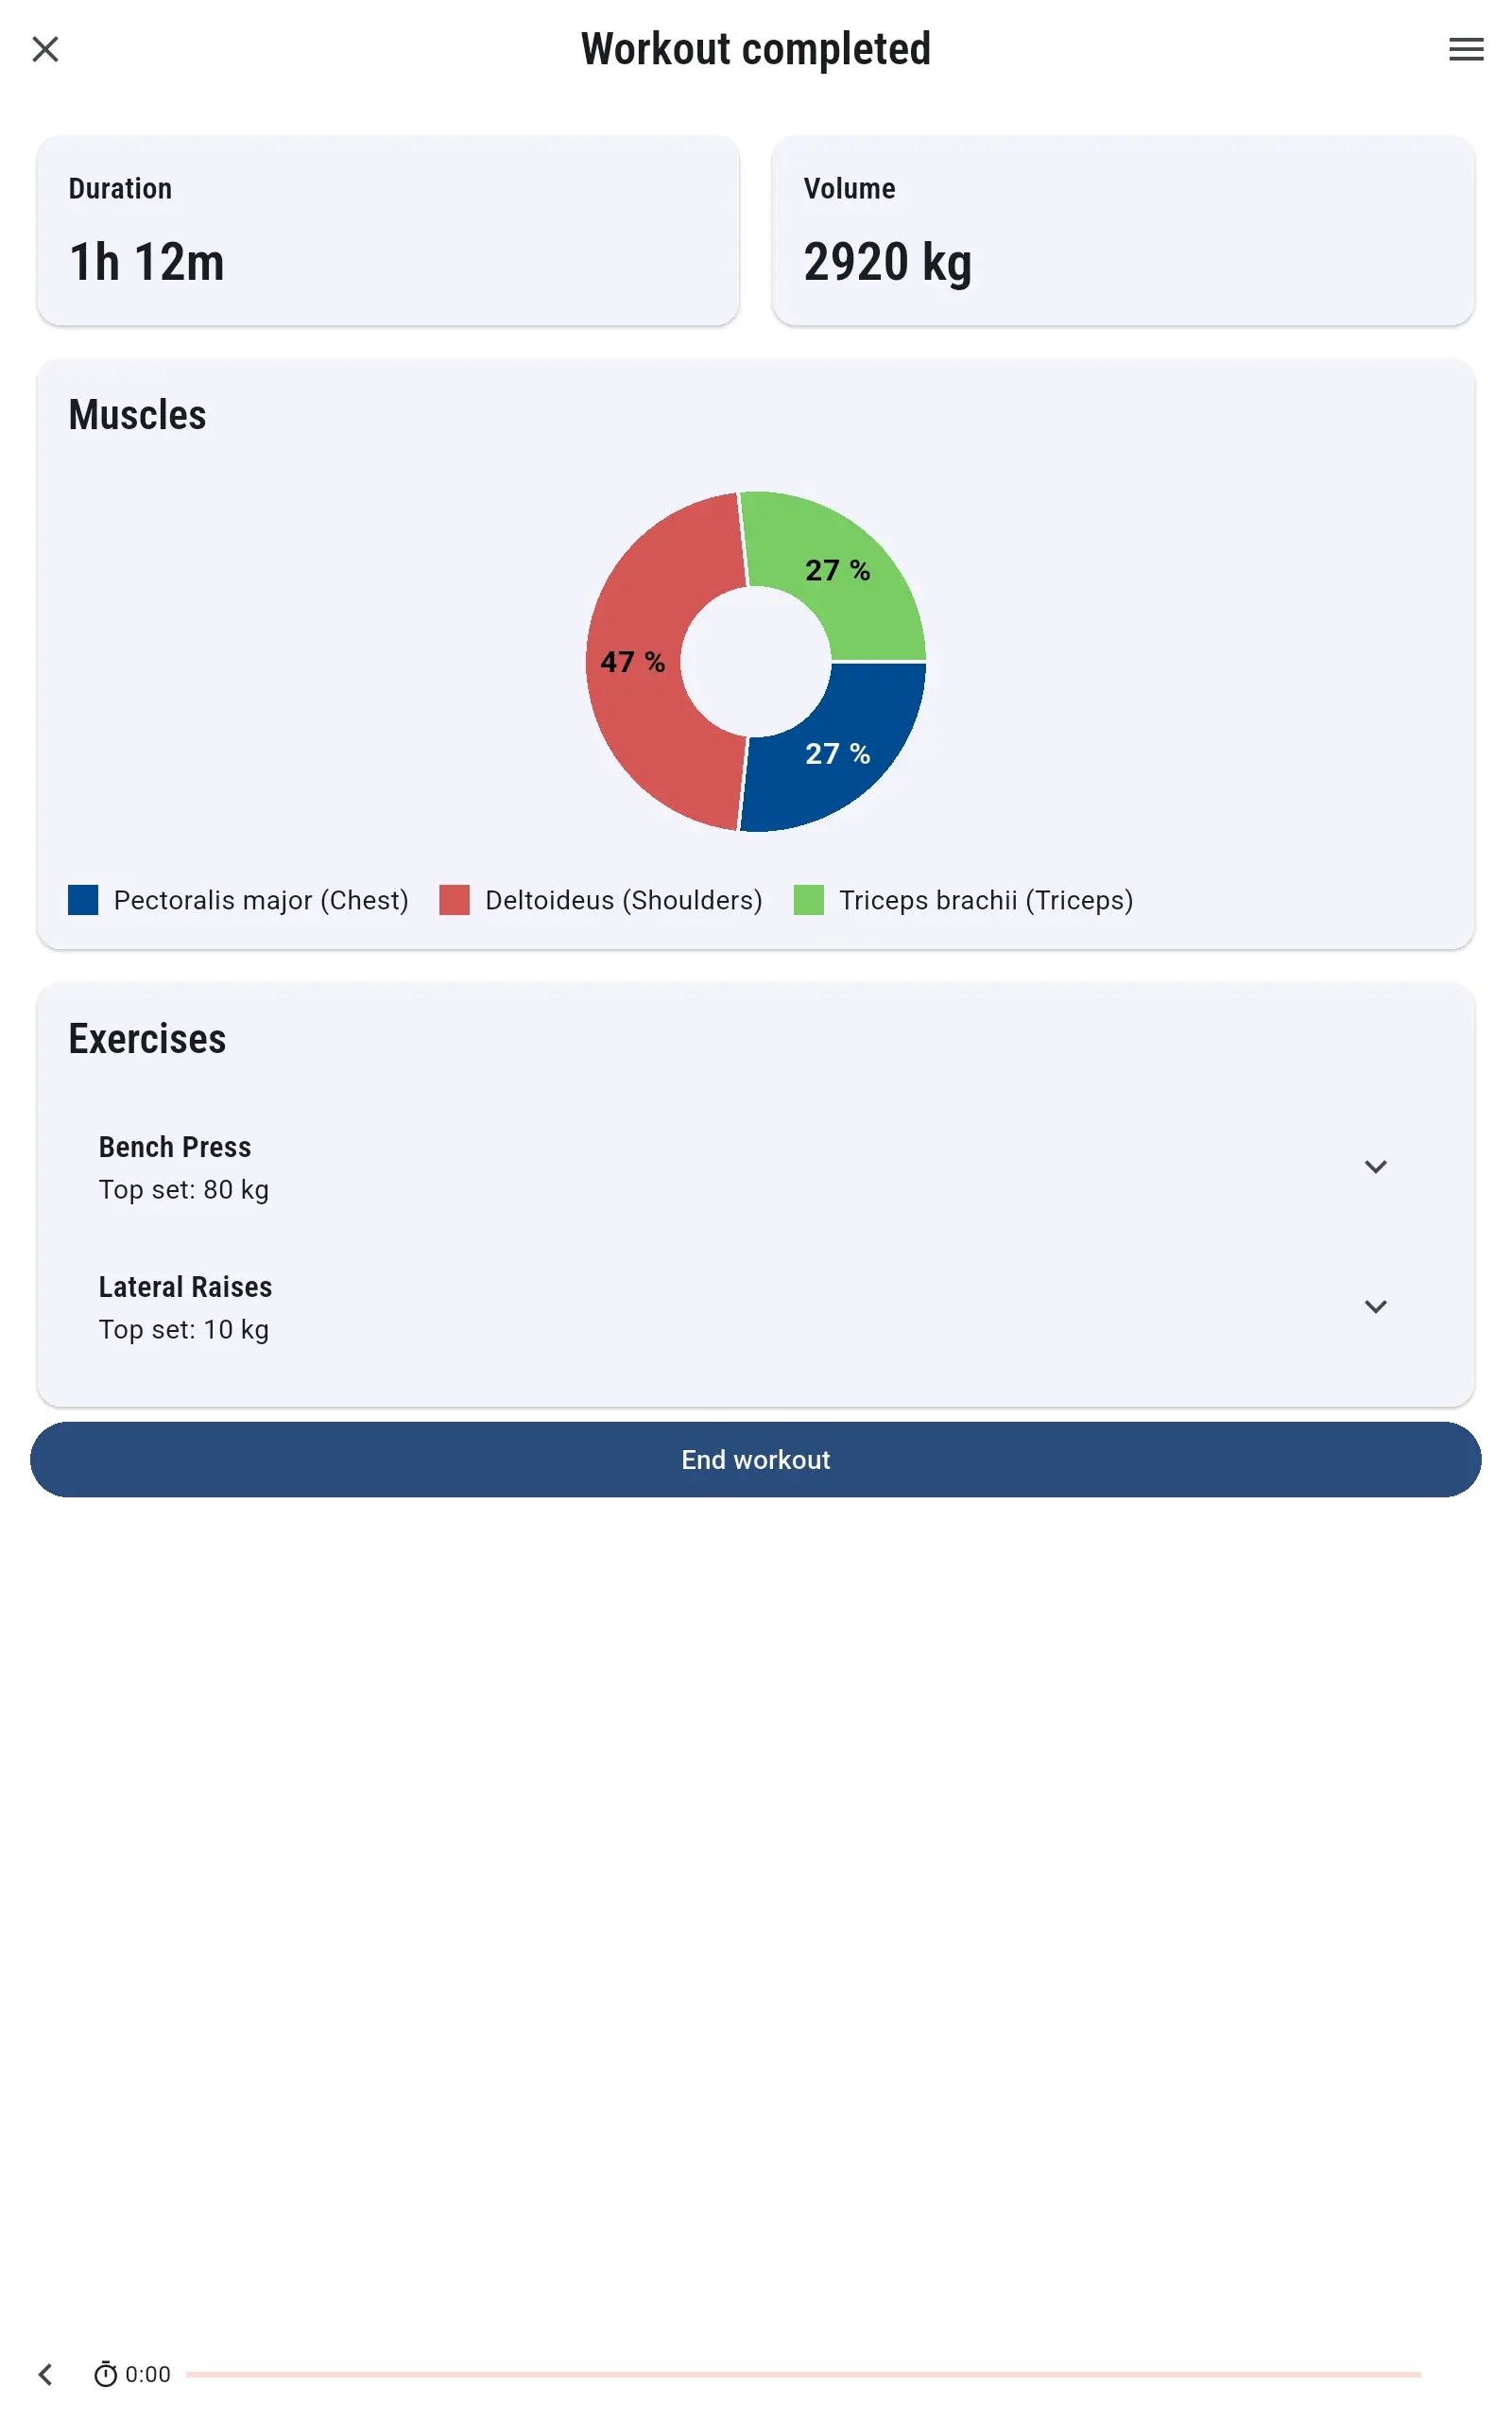 Workout completed
Duration
1h 12m
Volume
2920 kg
Muscles
27 %
47 %
27 %
Pectoralis major (Chest)
Deltoideus (Shoulders)
Triceps brachii (Triceps)
Exercises
Bench Press
Top set: 80 kg
Lateral Raises
Top set: 10 kg
End workout
0:00